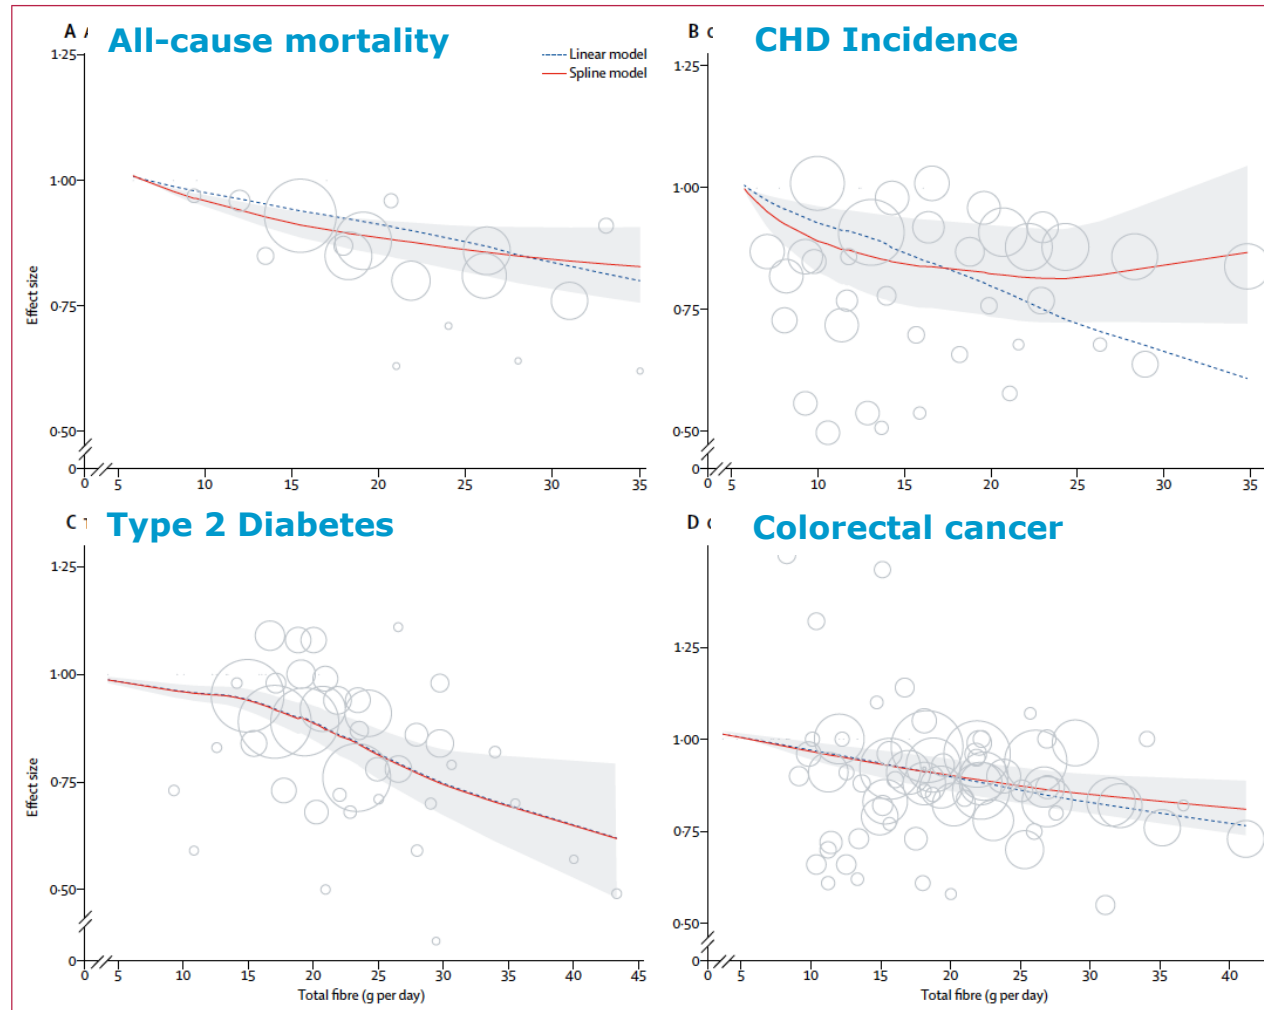 A All-cause mortality
Linear model
Spline model
1·25
1·00
0·75
0·50
0
Effect size
0 5 10 15 20 25 30 35
B CHD Incidence
1·25
1·00
0·75
0·50
0
0 5 10 15 20 25 30 35
C Type 2 Diabetes
1·25
1·00
0·75
0·50
0
Effect size
0 5 10 15 20 25 30 35 40 45
Total fibre (g per day)
D Colorectal cancer
1·25
1·00
0·75
0·50
0
0 5 10 15 20 25 30 35 40
Total fibre (g per day)